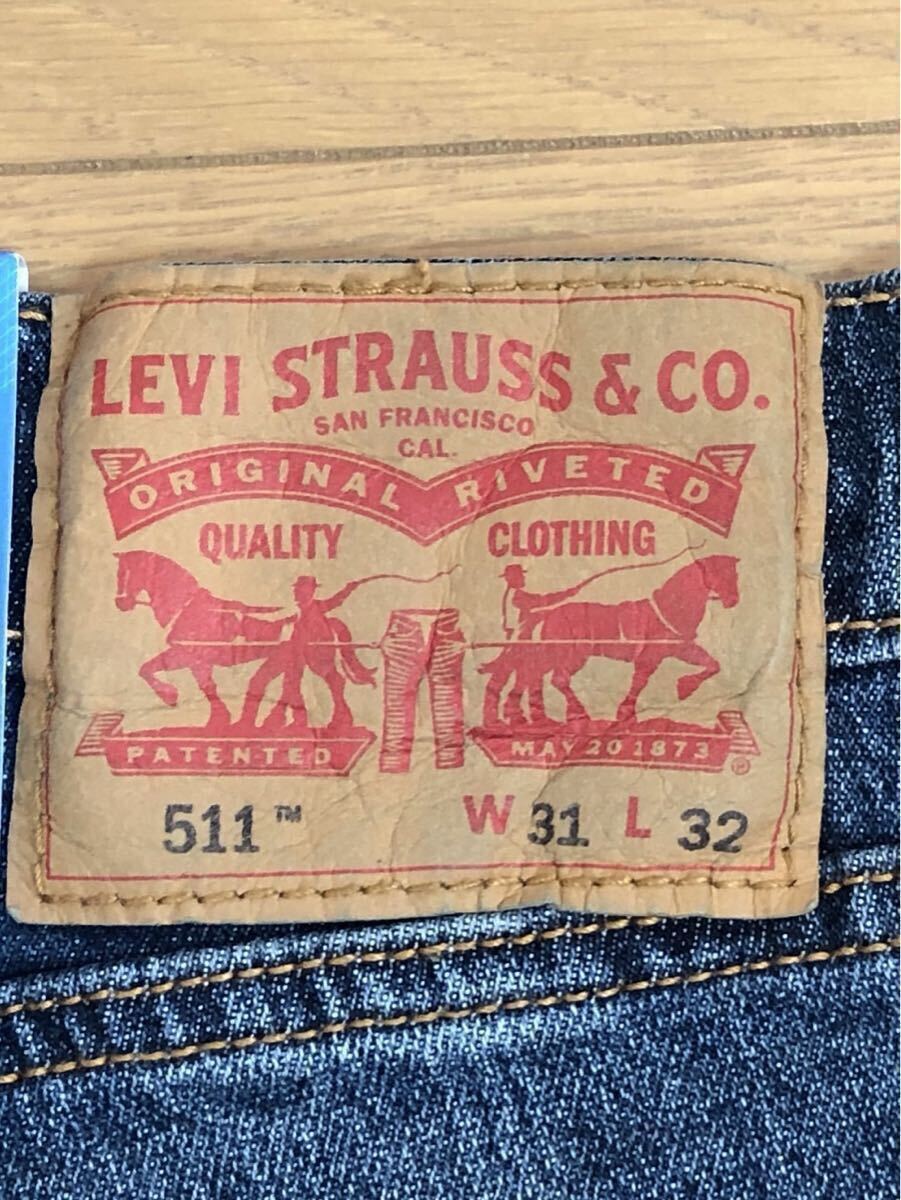 LEVI STRAUSS & CO.
SAN FRANCISCO
CAL.
ORIGINAL RIVETED
QUALITY CLOTHING
PATENTED MAY 20 1873 ®
511™ W 31 L 32